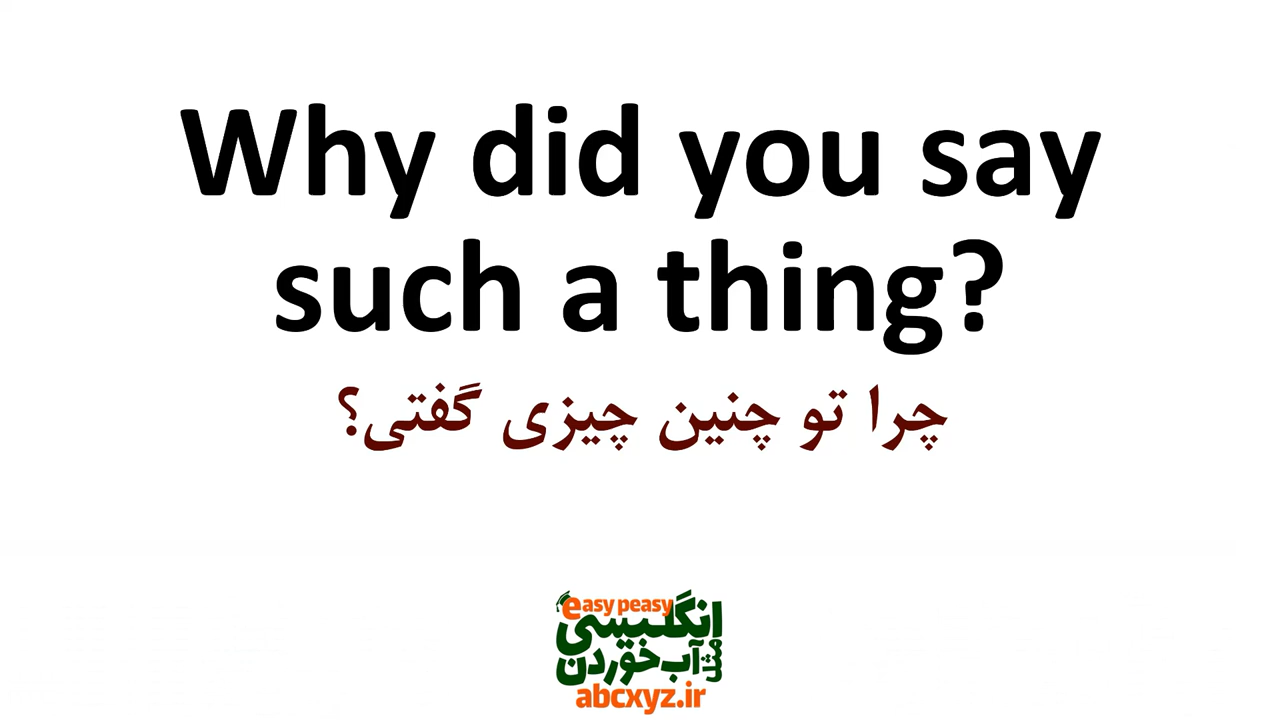 Why did you say
such a thing?
چرا تو چنین چیزی گفتی؟
easy peasy
انگلیسی
مثل آب خوردن
abcxyz.ir